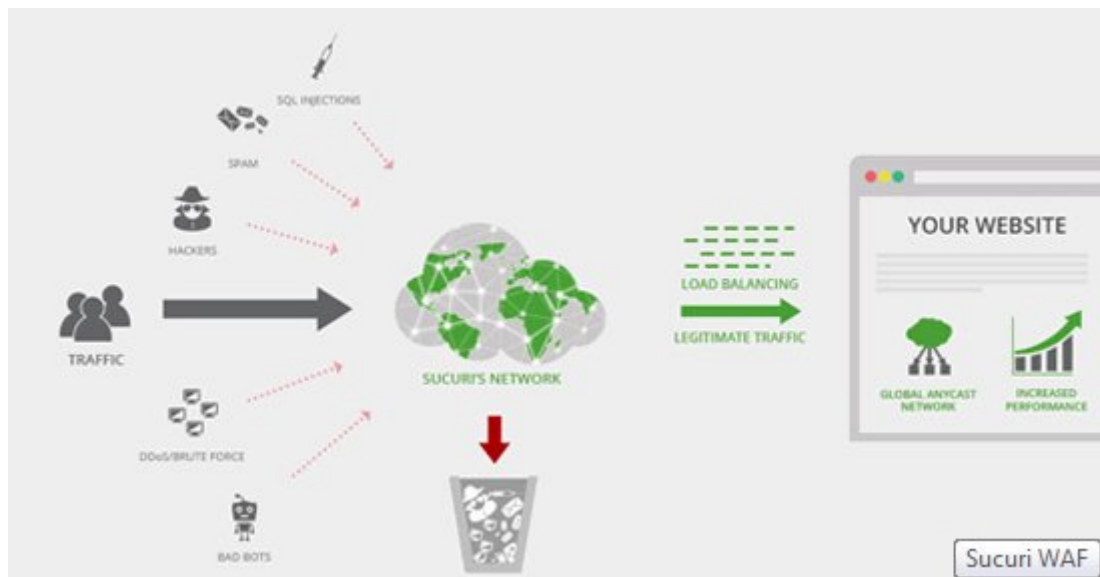 SQL INJECTIONS
SPAM
HACKERS
TRAFFIC
DDoS/BRUTE FORCE
BAD BOTS
SUCURI'S NETWORK
LOAD BALANCING
LEGITIMATE TRAFFIC
YOUR WEBSITE
GLOBAL ANYCAST
NETWORK
INCREASED
PERFORMANCE
Sucuri WAF